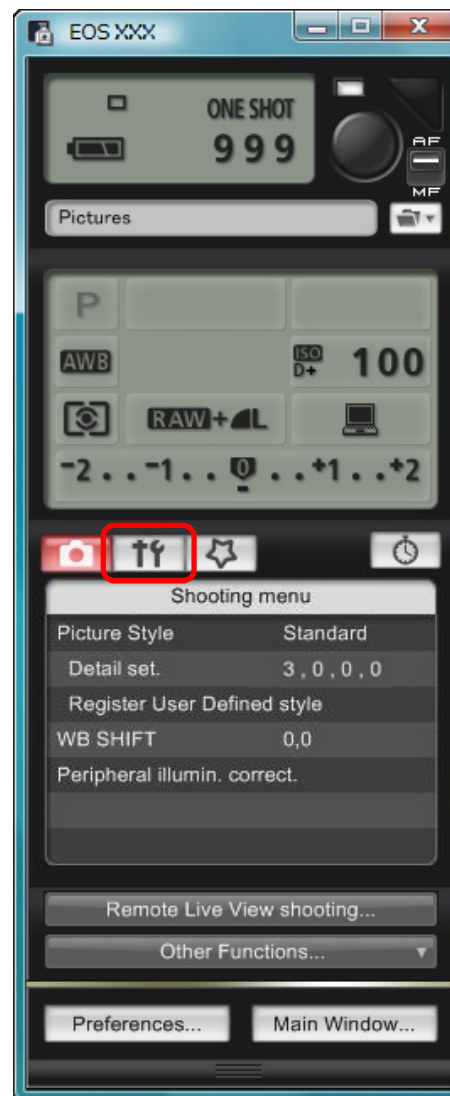 EOS XXX
ONE SHOT
999
AF
MF
Pictures
P
AWB
ISO
D+ 100
RAW+L
-2..-1..0..+1..+2
Shooting menu
Picture Style Standard
Detail set. 3,0,0,0
Register User Defined style
WB SHIFT 0,0
Peripheral illumin. correct.
Remote Live View shooting...
Other Functions...
Preferences... Main Window...